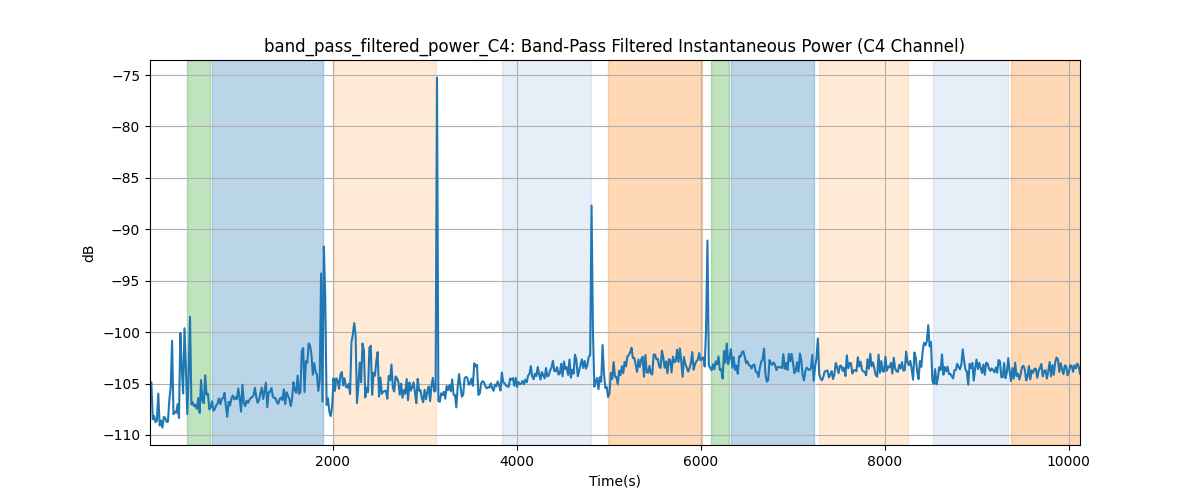 band_pass_filtered_power_C4: Band-Pass Filtered Instantaneous Power (C4 Channel)
−75
−80
−85
−90
−95
−100
−105
−110
dB
2000 4000 6000 8000 10000
Time(s)